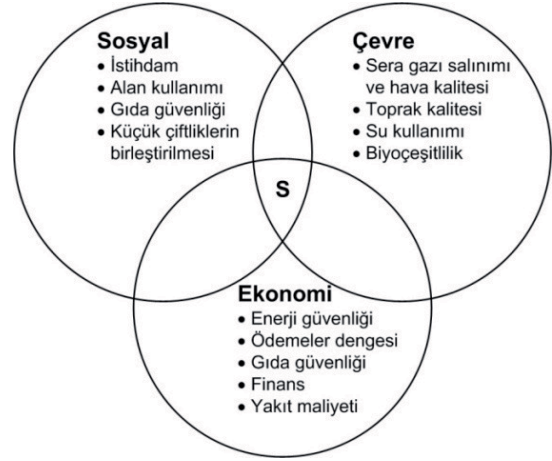 Sosyal
• İstihdam
• Alan kullanımı
• Gıda güvenliği
• Küçük çiftliklerin
birleştirilmesi
Çevre
• Sera gazı salınımı
ve hava kalitesi
• Toprak kalitesi
• Su kullanımı
• Biyoçeşitlilik
S
Ekonomi
• Enerji güvenliği
• Ödemeler dengesi
• Gıda güvenliği
• Finans
• Yakıt maliyeti